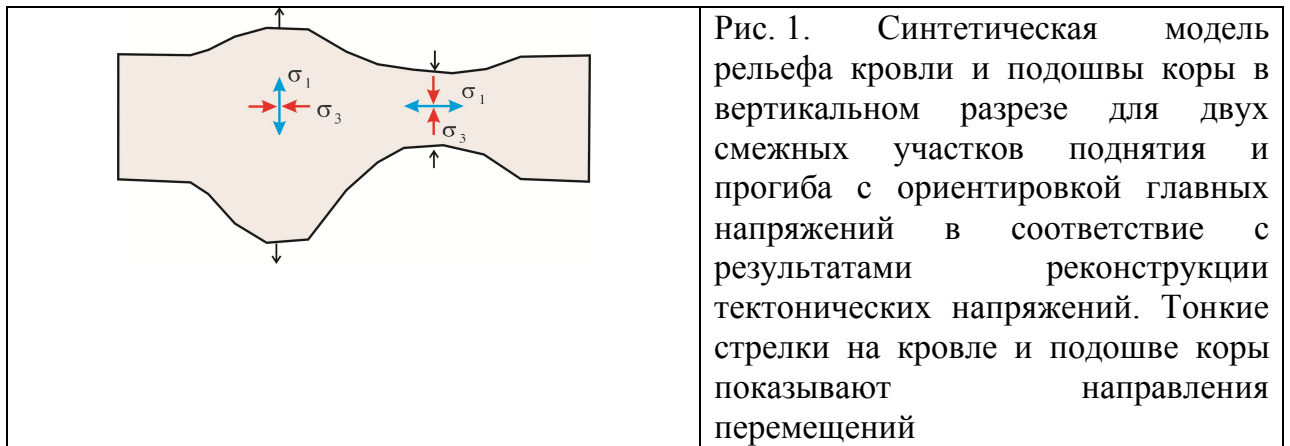 σ₁
σ₃
σ₁
σ₃
Рис. 1. Синтетическая модель
рельефа кровли и подошвы коры в
вертикальном разрезе для двух
смежных участков поднятия и
прогиба с ориентировкой главных
напряжений в соответствие с
результатами реконструкции
тектонических напряжений. Тонкие
стрелки на кровле и подошве коры
показывают направления
перемещений